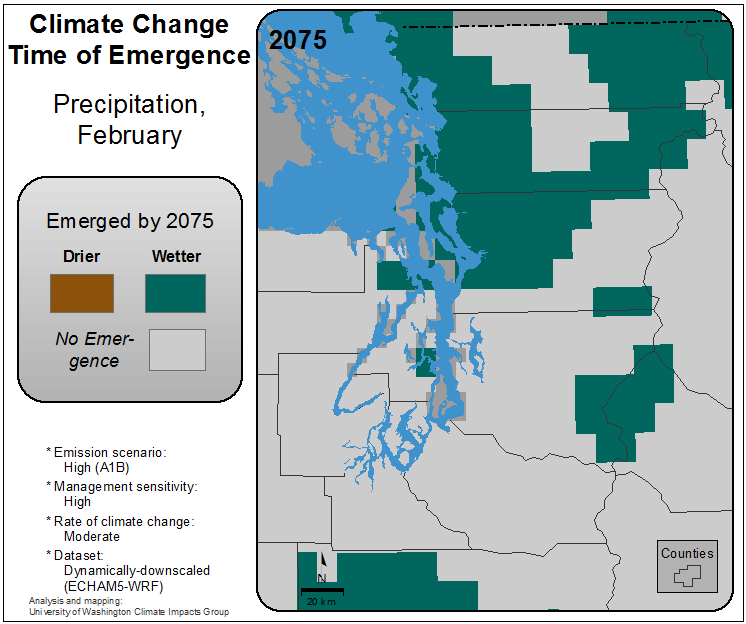 Climate Change
Time of Emergence
Precipitation,
February
Emerged by 2075
Drier
Wetter
No Emer-
gence
* Emission scenario:
High (A1B)
* Management sensitivity:
High
* Rate of climate change:
Moderate
* Dataset:
Dynamically-downscaled
(ECHAM5-WRF)
Analysis and mapping:
University of Washington Climate Impacts Group
2075
Counties
N
20 km